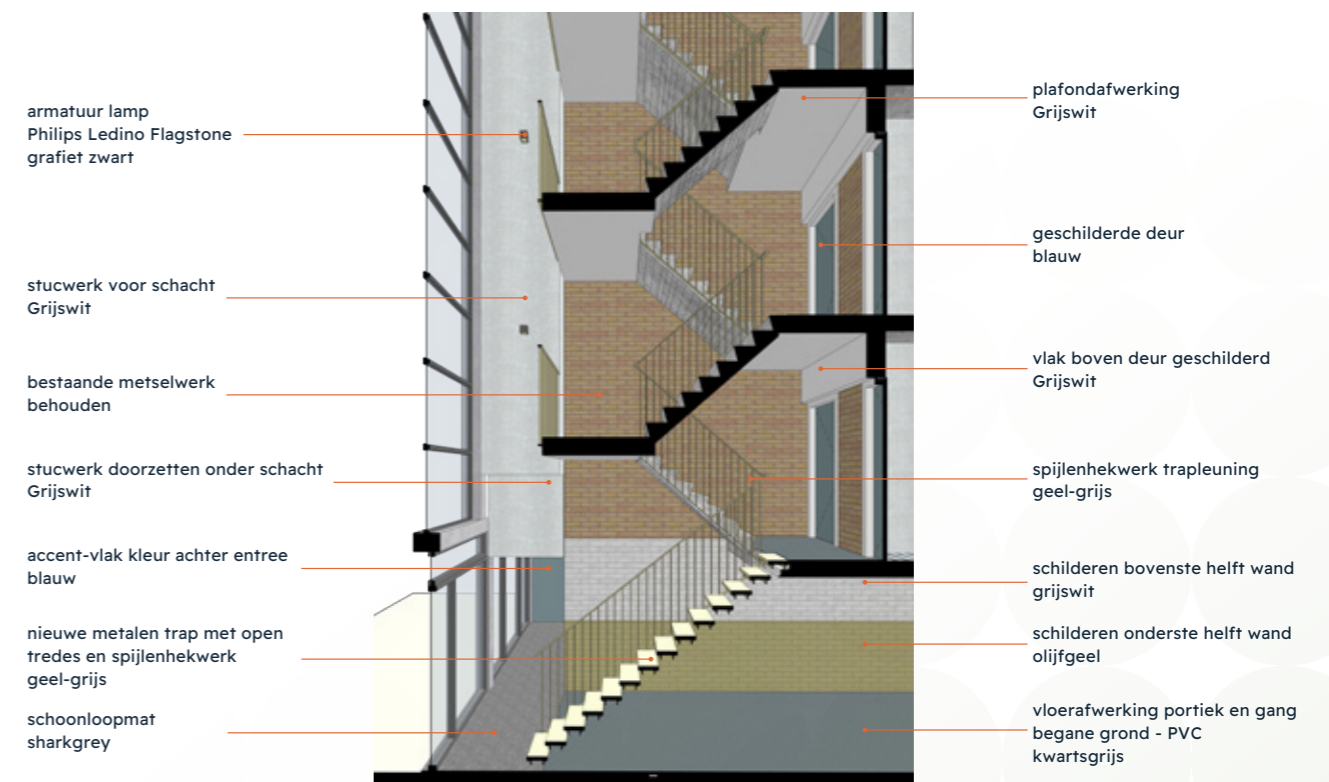 armatuur lamp
Philips Ledino Flagstone
grafiet zwart
stucwerk voor schacht
Grijswit
bestaande metselwerk
behouden
stucwerk doorzetten onder schacht
Grijswit
accent-vlak kleur achter entree
blauw
nieuwe metalen trap met open
tredes en spijlenhekwerk
geel-grijs
schoonloopmat
sharkgrey
plafondafwerking
Grijswit
geschilderde deur
blauw
vlak boven deur geschilderd
Grijswit
spijlenhekwerk trapleuning
geel-grijs
schilderen bovenste helft wand
grijswit
schilderen onderste helft wand
olijfgeel
vloerafwerking portiek en gang
begane grond - PVC
kwartsgrijs